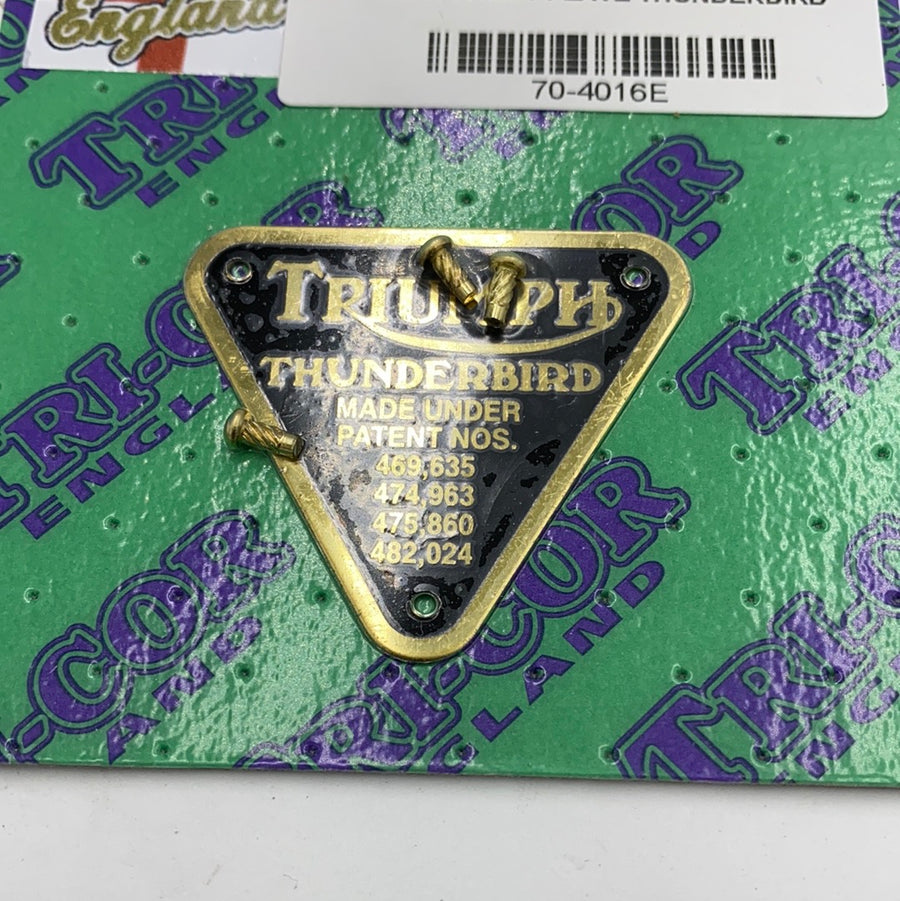 England
THUNDERBIRD
70-4016E
TRI-COR
ENGLAND
TRIUMPH
THUNDERBIRD
MADE UNDER
PATENT NOS.
469,635
474,963
475,860
482,024